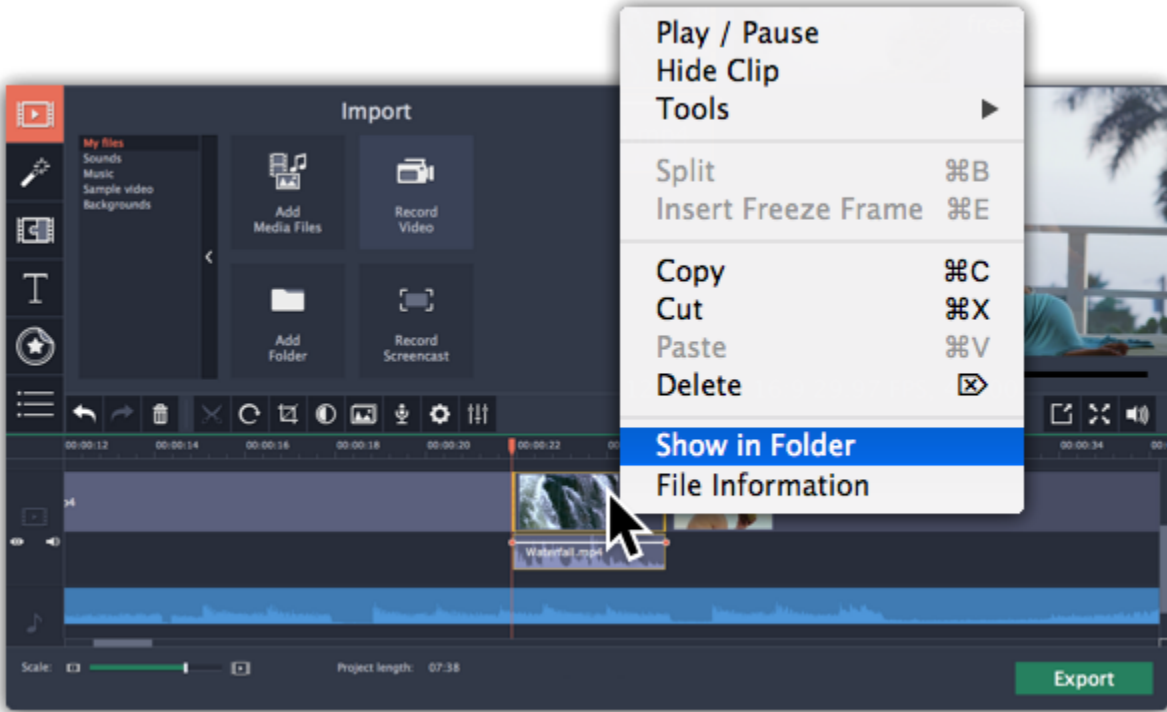 Play / Pause
Hide Clip
Tools
Split ⌘B
Insert Freeze Frame ⌘E
Copy ⌘C
Cut ⌘X
Paste ⌘V
Delete ⌦
Show in Folder
File Information
Import
My files
Sounds
Music
Sample video
Backgrounds
Add
Media Files
Record
Video
Add
Folder
Record
Screencast
T
00:00:12 00:00:14 00:00:16 00:00:18 00:00:20 00:00:22 00:00:34
Waterfall.mp4
Scale:
Project length: 07:38
Export